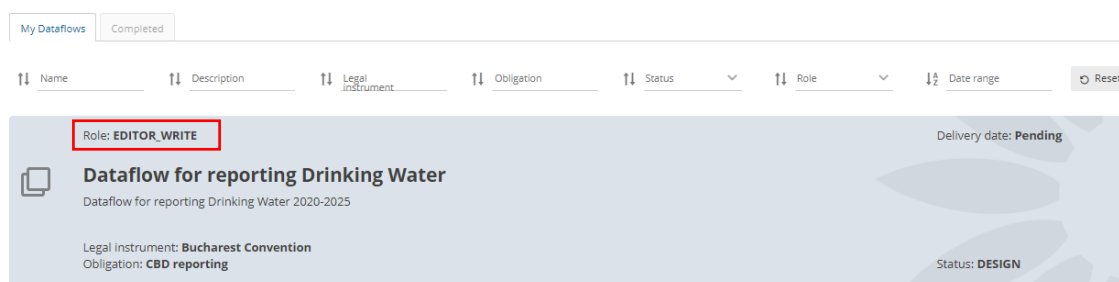 My Dataflows Completed
Name Description Legal instrument Obligation Status Role Date range Reset
Role: EDITOR_WRITE Delivery date: Pending
Dataflow for reporting Drinking Water
Dataflow for reporting Drinking Water 2020-2025
Legal instrument: Bucharest Convention
Obligation: CBD reporting Status: DESIGN